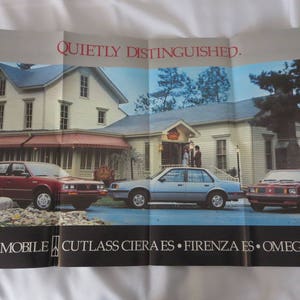 QUIETLY DISTINGUISHED.
MOBILE CUTLASS CIERA ES • FIRENZA ES • OMEG